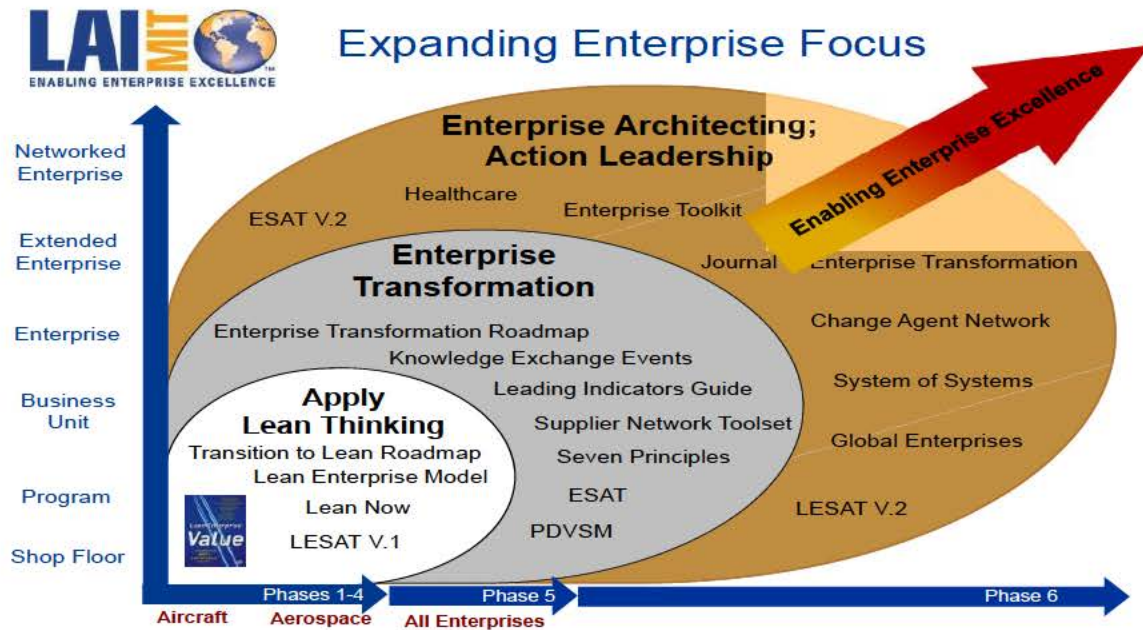 LAI
MIT
ENABLING ENTERPRISE EXCELLENCE
Expanding Enterprise Focus
Networked
Enterprise
Extended
Enterprise
Enterprise
Business
Unit
Program
Shop Floor
Enterprise Architecting;
Action Leadership
Healthcare
ESAT V.2
Enterprise Toolkit
Journal
Enterprise Transformation
Change Agent Network
System of Systems
Global Enterprises
LESAT V.2
Enabling Enterprise Excellence
Enterprise
Transformation
Enterprise Transformation Roadmap
Knowledge Exchange Events
Leading Indicators Guide
Supplier Network Toolset
Seven Principles
ESAT
PDVSM
Apply
Lean Thinking
Transition to Lean Roadmap
Lean Enterprise Model
Lean Now
LESAT V.1
Lean Enterprise
Value
Phases 1-4
Phase 5
Phase 6
Aircraft
Aerospace
All Enterprises